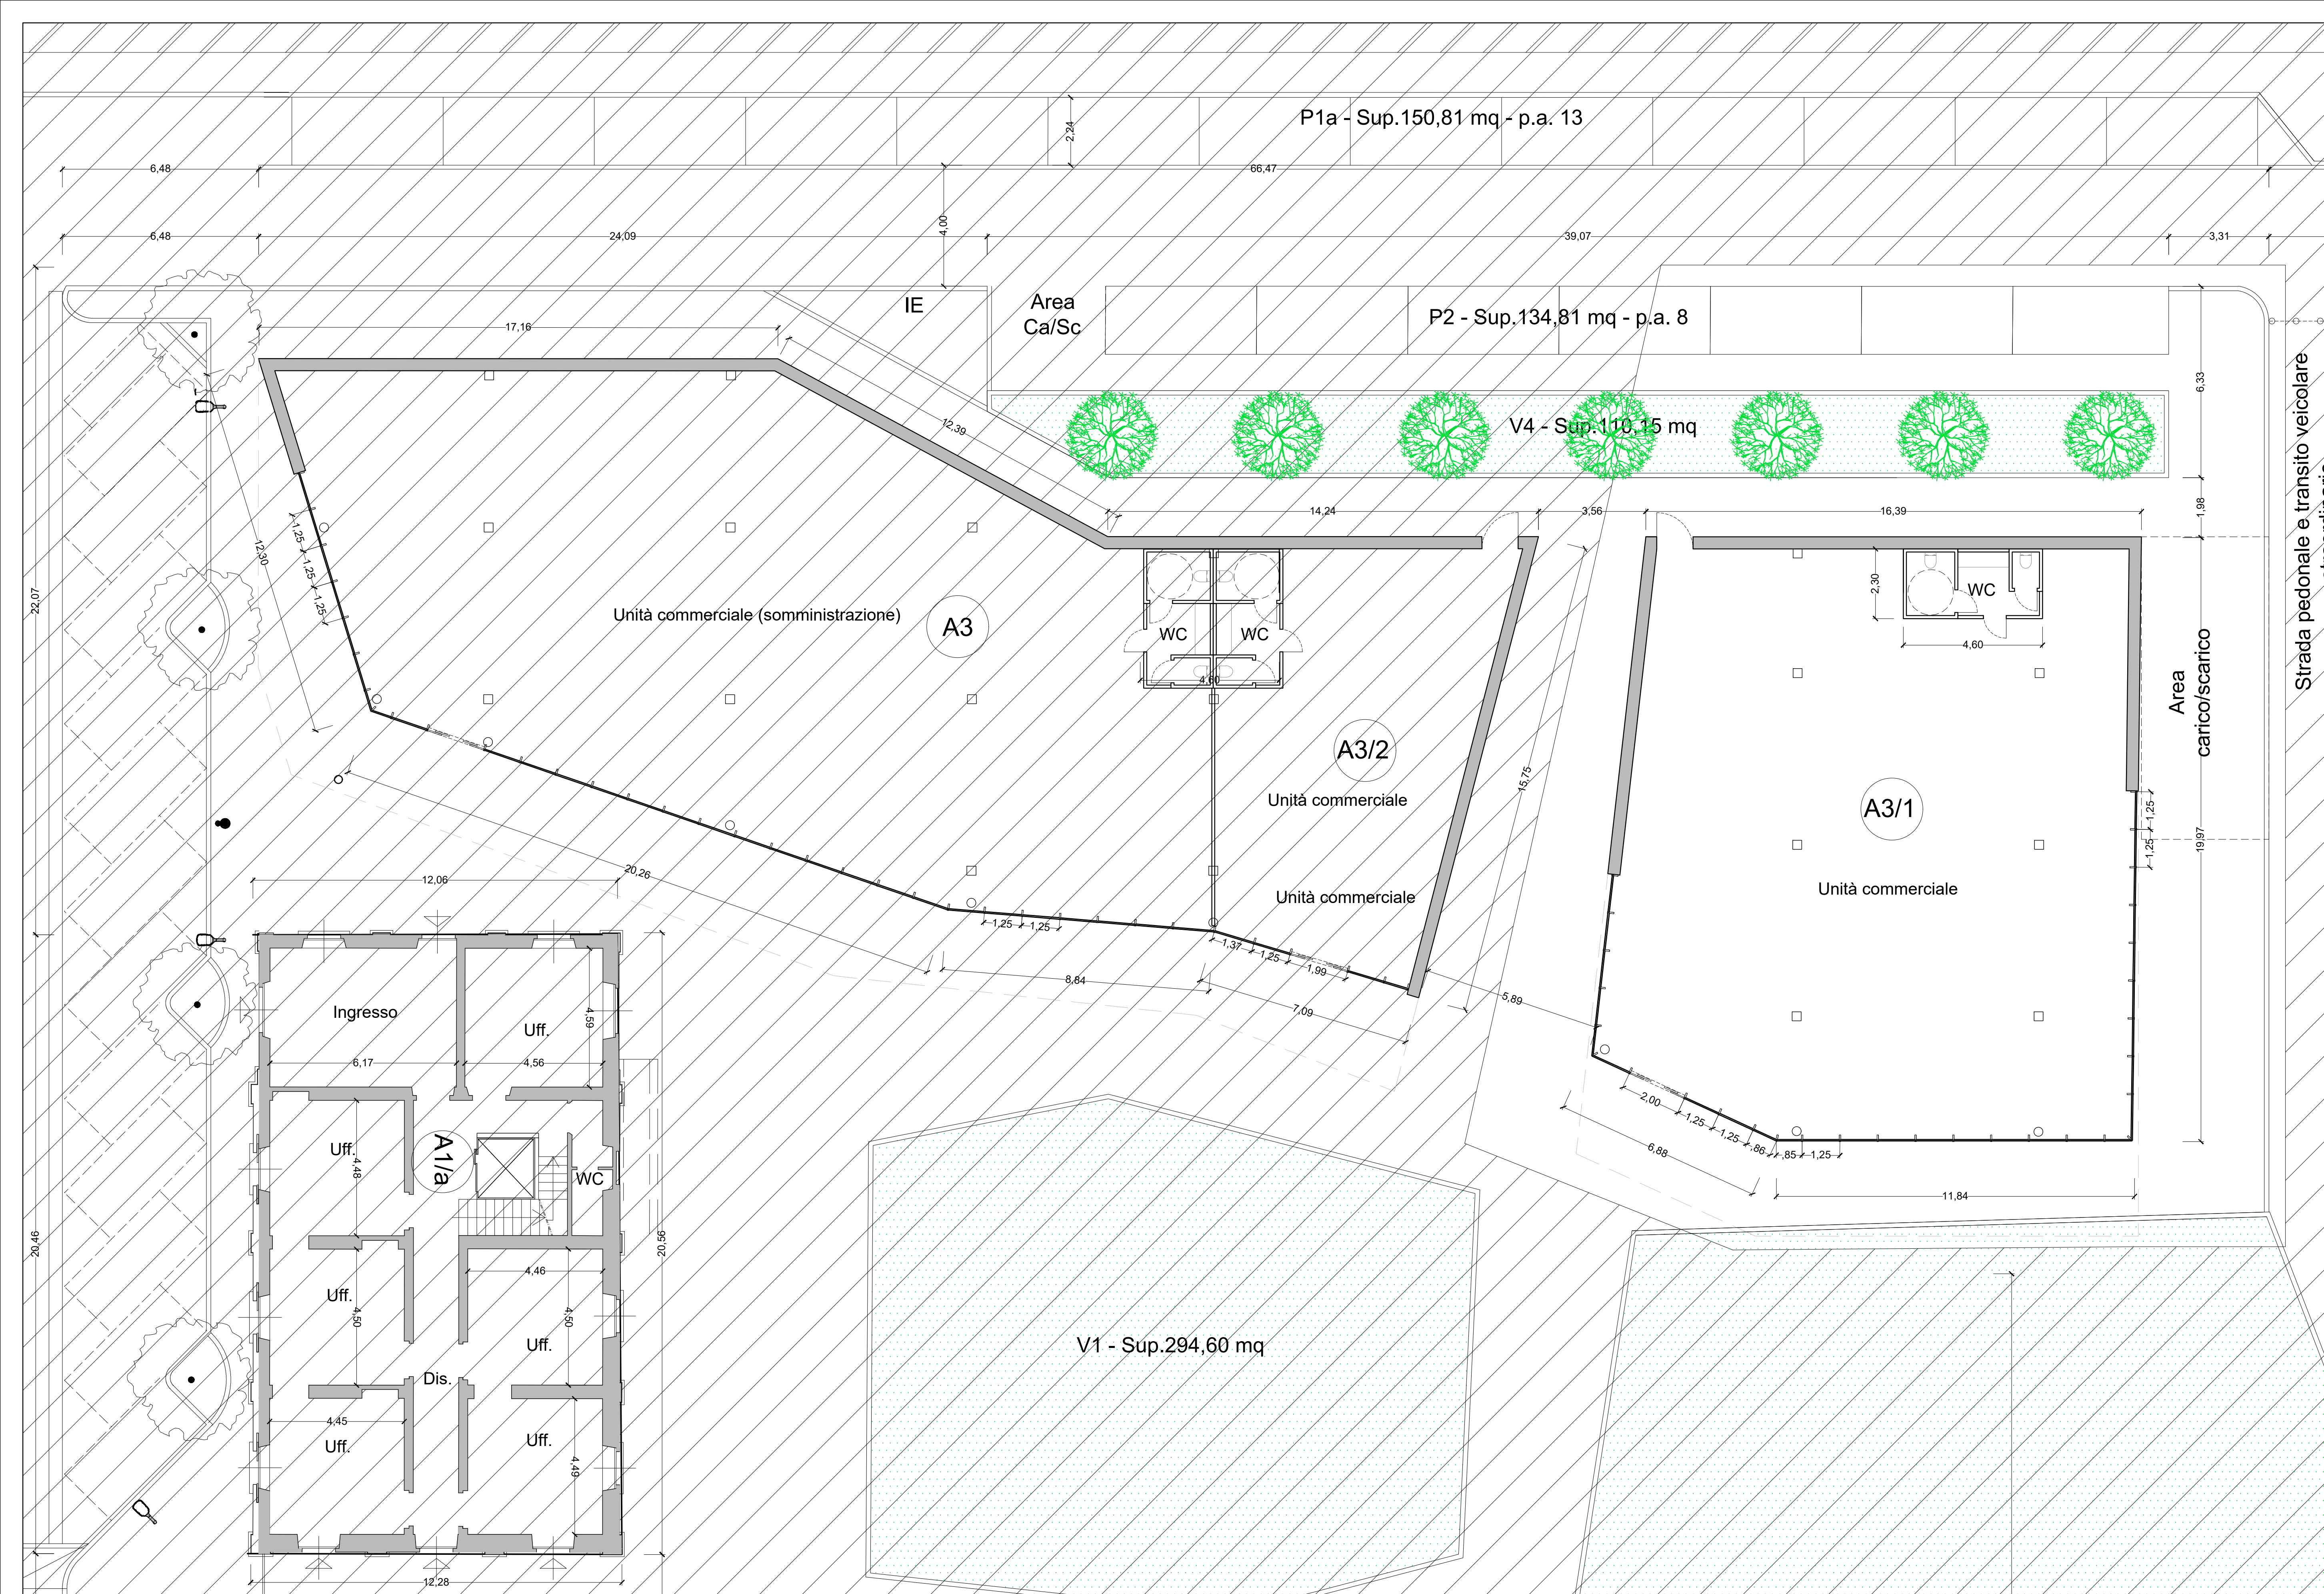 P1a - Sup.150,81 mq - p.a. 13
2,24
6,48
66,47
4,00
6,48
24,09
39,07
3,31
IE
Area
Ca/Sc
P2 - Sup.134,81 mq - p.a. 8
17,16
12,39
V4 - Sup.110,15 mq
6,33
1,98
14,24
3,56
16,39
Strada pedonale e transito veicolare
22,07
12,30
1,25
1,25
1,25
Unità commerciale (somministrazione)
A3
WC
WC
4,60
2,30
WC
4,60
Area
carico/scarico
A3/2
Unità commerciale
15,75
A3/1
1,25
1,25
19,97
Unità commerciale
Unità commerciale
20,26
12,06
1,25
1,25
1,37
1,25
1,99
8,84
7,09
5,89
Ingresso
Uff.
4,59
6,17
4,56
2,00
1,25
1,25
,86
,85
1,25
6,88
11,84
Uff.
4,48
A1/a
WC
20,46
20,56
4,46
Uff.
4,50
4,50
Uff.
V1 - Sup.294,60 mq
Dis.
4,45
Uff.
Uff.
4,49
12,28